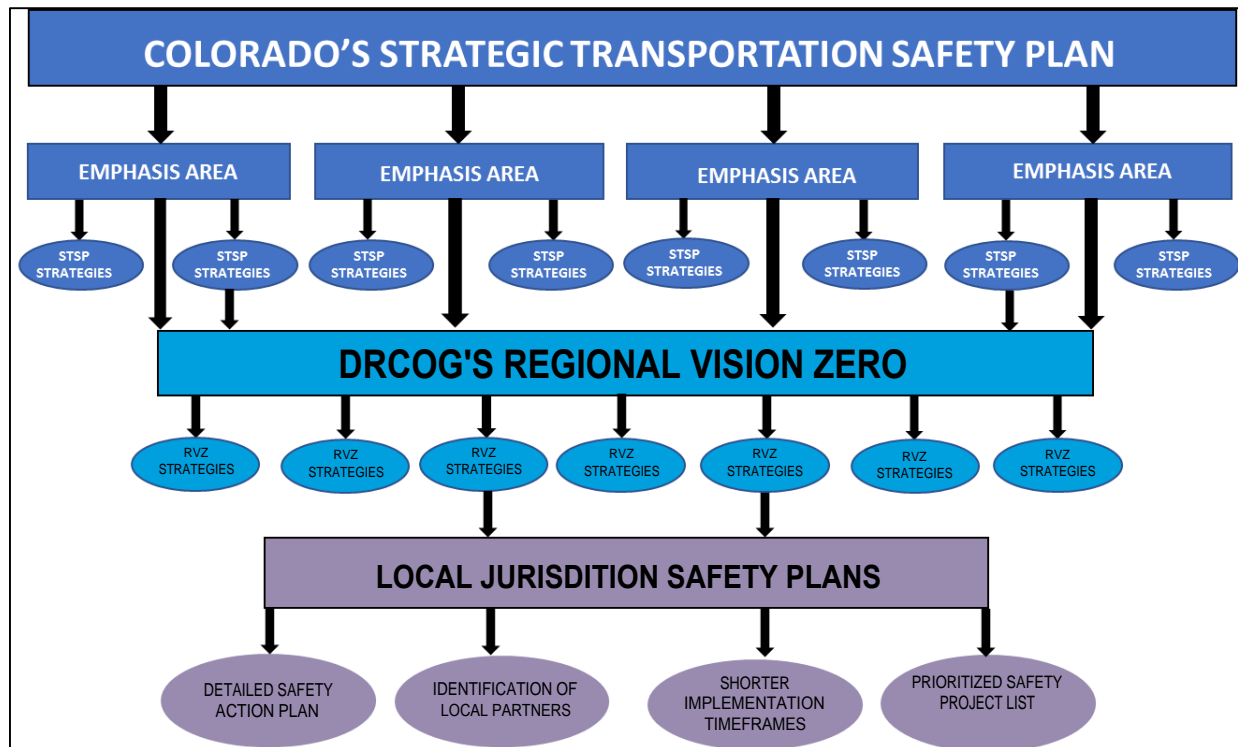 COLORADO'S STRATEGIC TRANSPORTATION SAFETY PLAN
EMPHASIS AREA
EMPHASIS AREA
EMPHASIS AREA
EMPHASIS AREA
STSP
STRATEGIES
STSP
STRATEGIES
STSP
STRATEGIES
STSP
STRATEGIES
STSP
STRATEGIES
STSP
STRATEGIES
STSP
STRATEGIES
STSP
STRATEGIES
DRCOG'S REGIONAL VISION ZERO
RVZ
STRATEGIES
RVZ
STRATEGIES
RVZ
STRATEGIES
RVZ
STRATEGIES
RVZ
STRATEGIES
RVZ
STRATEGIES
RVZ
STRATEGIES
LOCAL JURISDITION SAFETY PLANS
DETAILED SAFETY
ACTION PLAN
IDENTIFICATION OF
LOCAL PARTNERS
SHORTER
IMPLEMENTATION
TIMEFRAMES
PRIORITIZED SAFETY
PROJECT LIST